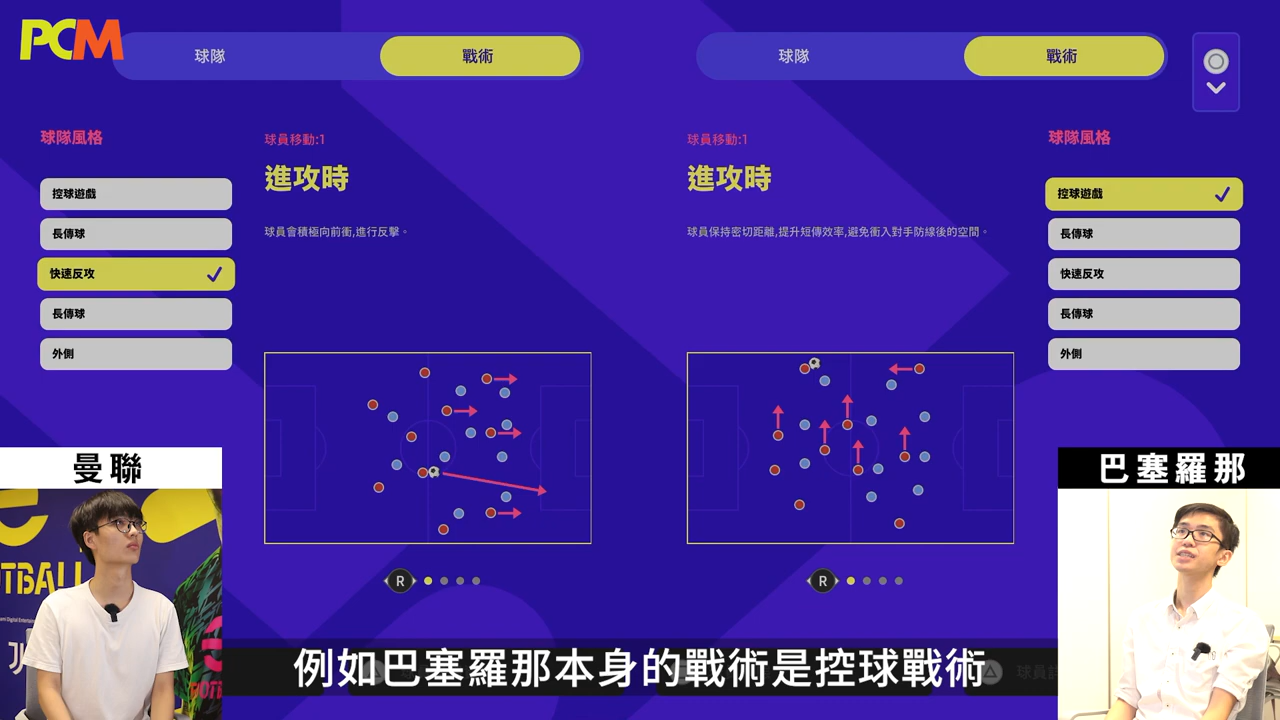 PCM
球隊
戰術
球隊
戰術
球隊風格
控球遊戲
長傳球
快速反攻
長傳球
外側
球員移動:1
進攻時
球員會積極向前衝,進行反擊。
R
球員移動:1
進攻時
球員保持密切距離,提升短傳效率,避免衝入對手防線後的空間。
R
球隊風格
控球遊戲
長傳球
快速反攻
長傳球
外側
曼聯
巴塞羅那
OTBALL
例如巴塞羅那本身的戰術是控球戰術
球員